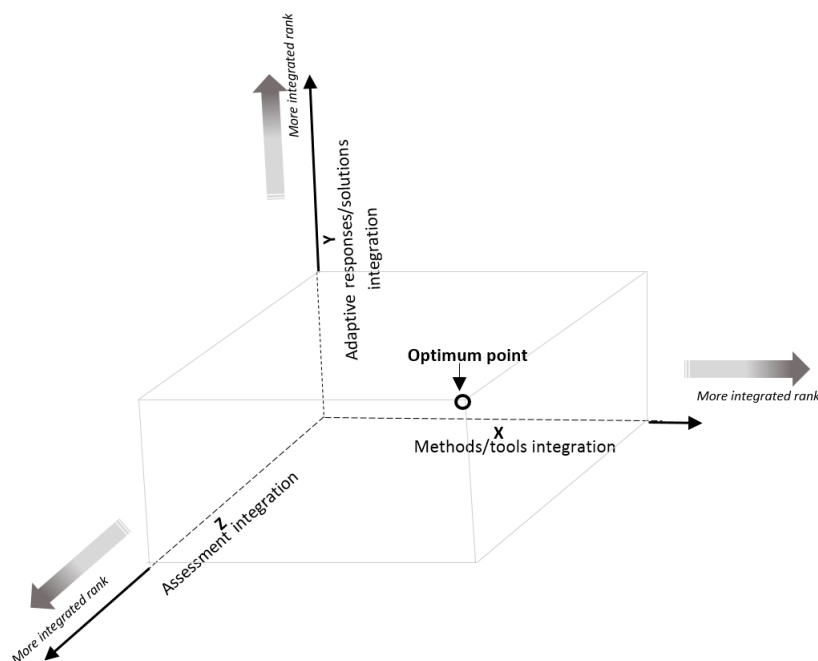 More integrated rank
Y
Adaptive responses/solutions
integration
Optimum point
More integrated rank
X
Methods/tools integration
Z
Assessment integration
More integrated rank